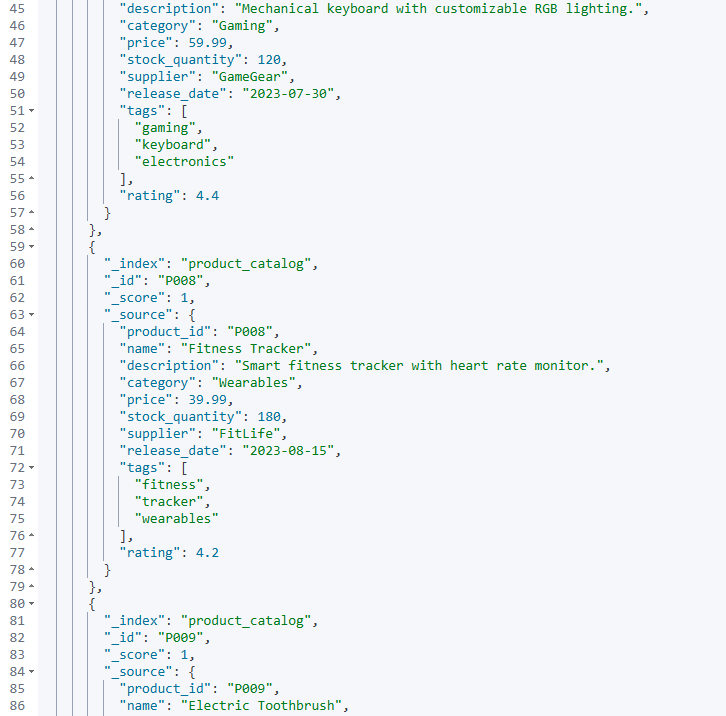 45 "description": "Mechanical keyboard with customizable RGB lighting.",
46 "category": "Gaming",
47 "price": 59.99,
48 "stock_quantity": 120,
49 "supplier": "GameGear",
50 "release_date": "2023-07-30",
51 "tags": [
52 "gaming",
53 "keyboard",
54 "electronics"
55 ],
56 "rating": 4.4
57 }
58 },
59 {
60 "_index": "product_catalog",
61 "_id": "P008",
62 "_score": 1,
63 "_source": {
64 "product_id": "P008",
65 "name": "Fitness Tracker",
66 "description": "Smart fitness tracker with heart rate monitor.",
67 "category": "Wearables",
68 "price": 39.99,
69 "stock_quantity": 180,
70 "supplier": "FitLife",
71 "release_date": "2023-08-15",
72 "tags": [
73 "fitness",
74 "tracker",
75 "wearables"
76 ],
77 "rating": 4.2
78 }
79 },
80 {
81 "_index": "product_catalog",
82 "_id": "P009",
83 "_score": 1,
84 "_source": {
85 "product_id": "P009",
86 "name": "Electric Toothbrush",